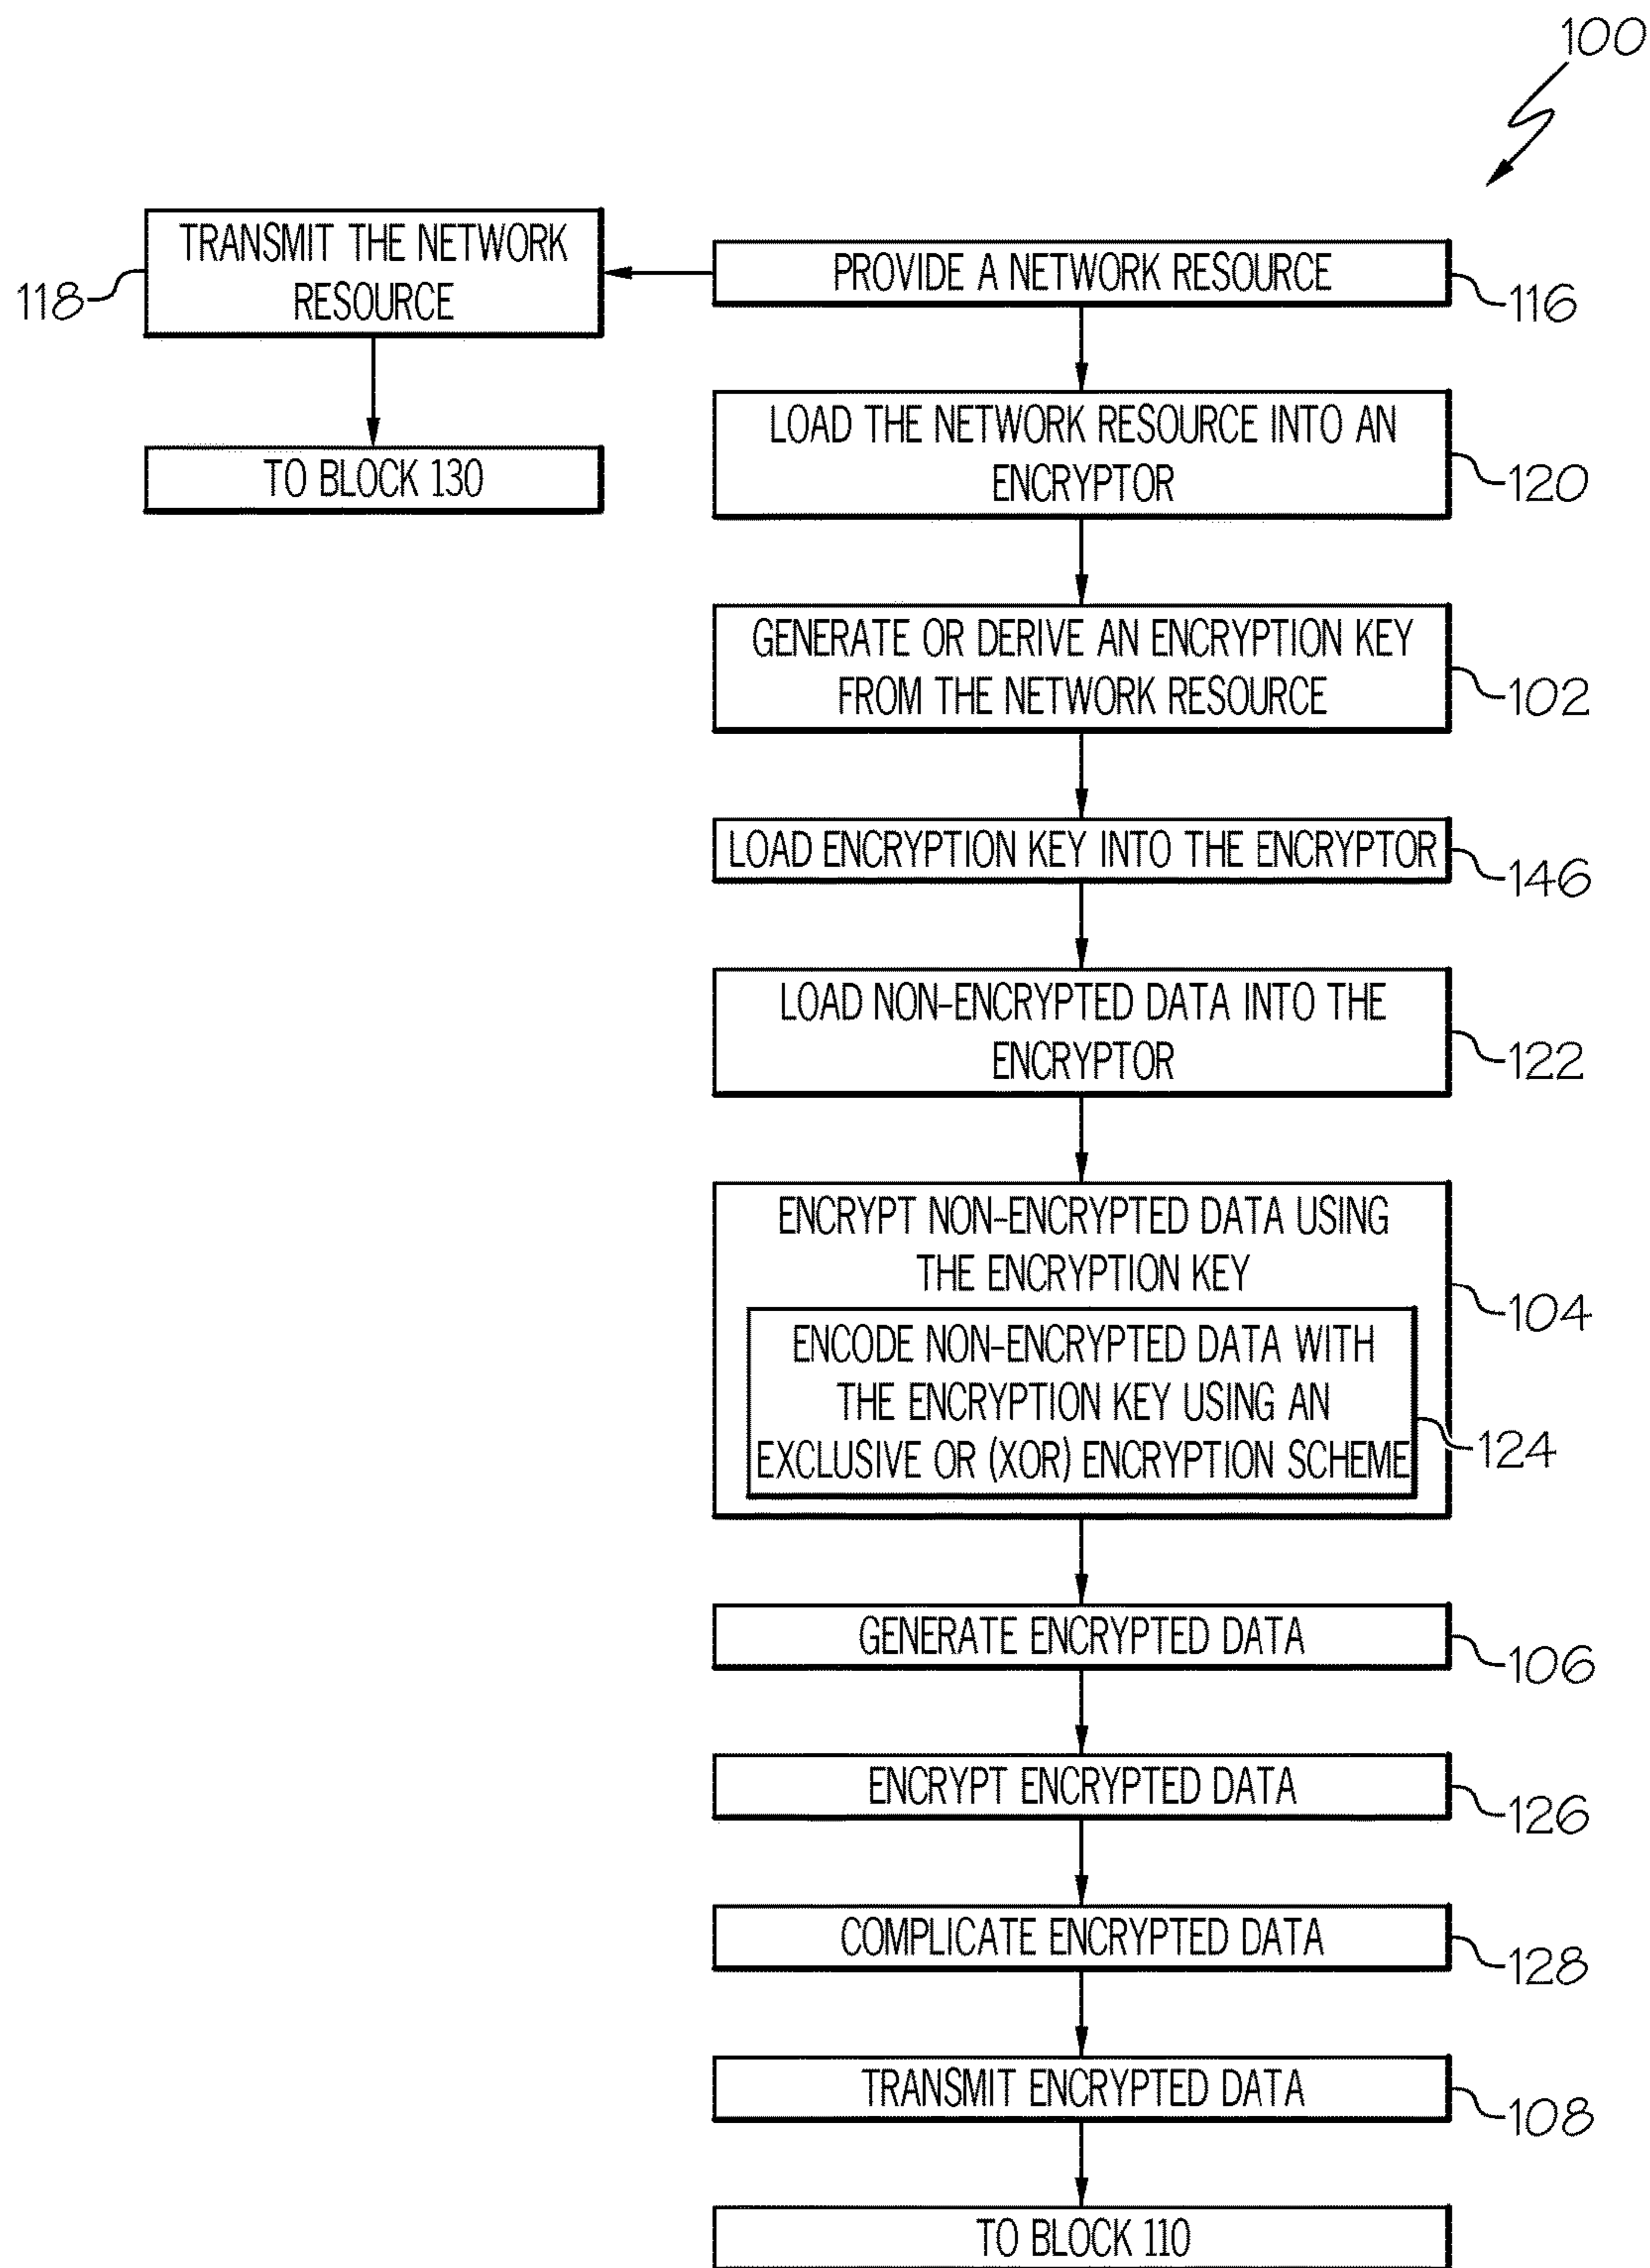 100
TRANSMIT THE NETWORK
RESOURCE
118
PROVIDE A NETWORK RESOURCE
116
TO BLOCK 130
LOAD THE NETWORK RESOURCE INTO AN
ENCRYPTOR
120
GENERATE OR DERIVE AN ENCRYPTION KEY
FROM THE NETWORK RESOURCE
102
LOAD ENCRYPTION KEY INTO THE ENCRYPTOR
146
LOAD NON-ENCRYPTED DATA INTO THE
ENCRYPTOR
122
ENCRYPT NON-ENCRYPTED DATA USING
THE ENCRYPTION KEY
104
ENCODE NON-ENCRYPTED DATA WITH
THE ENCRYPTION KEY USING AN
EXCLUSIVE OR (XOR) ENCRYPTION SCHEME
124
GENERATE ENCRYPTED DATA
106
ENCRYPT ENCRYPTED DATA
126
COMPLICATE ENCRYPTED DATA
128
TRANSMIT ENCRYPTED DATA
108
TO BLOCK 110